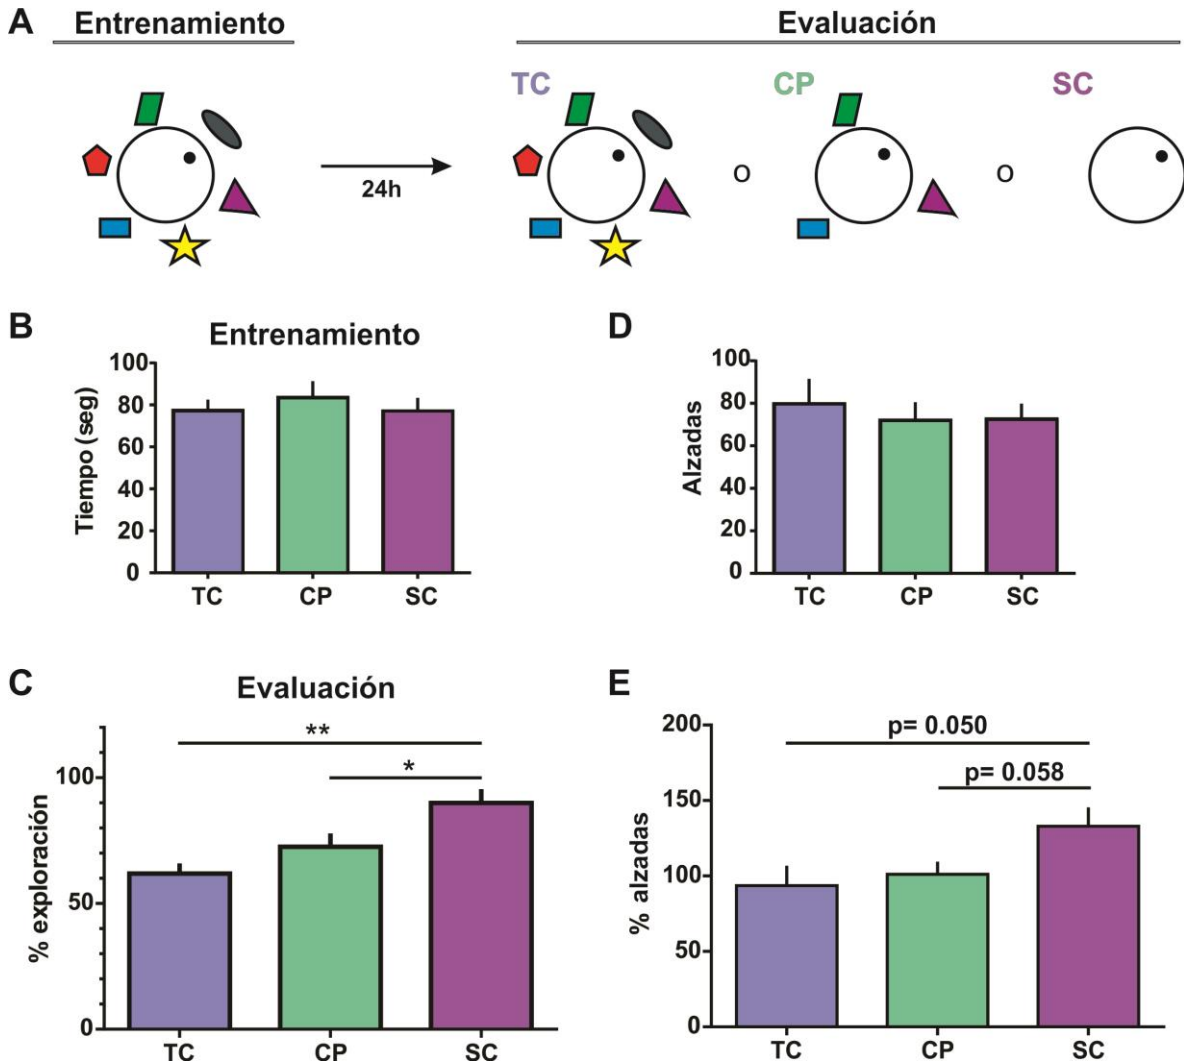 A Entrenamiento Evaluación
TC CP SC
24h o o
B Entrenamiento
Tiempo (seg)
100
80
60
40
20
0
TC CP SC
D
Alzadas
100
80
60
40
20
0
TC CP SC
C Evaluación
% exploración
** 
*
100
50
0
TC CP SC
E
% alzadas
200
150
100
50
0
p= 0.050
p= 0.058
TC CP SC